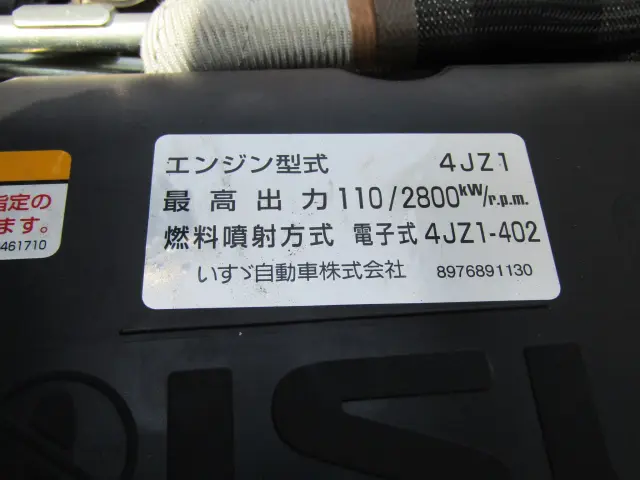 エンジン型式 4JZ1
最高出力 110/2800kW/r.p.m.
燃料噴射方式 電子式 4JZ1-402
いすゞ自動車株式会社 8976891130
指定の
ます。
461710
ISU